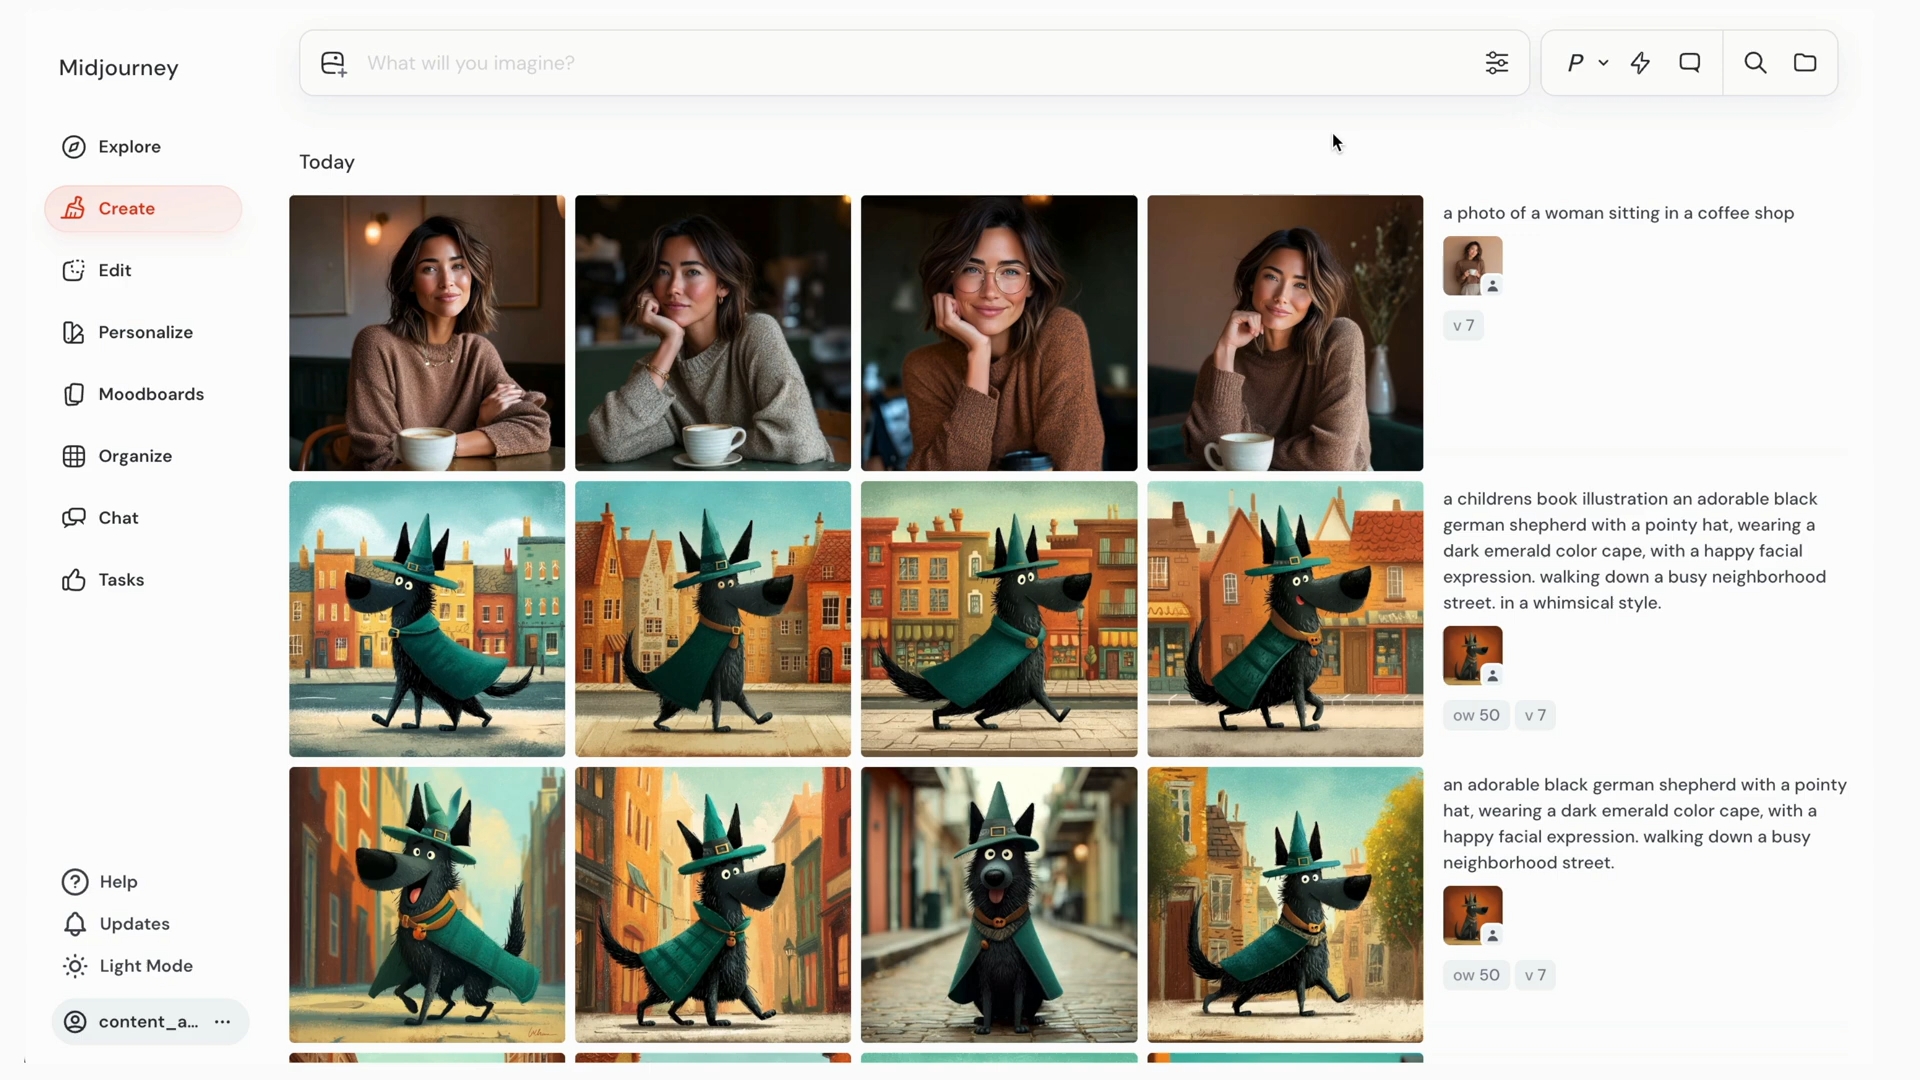 Midjourney
What will you imagine?
P
Explore
Create
Edit
Personalize
Moodboards
Organize
Chat
Tasks
Help
Updates
Light Mode
content_a...
Today
a photo of a woman sitting in a coffee shop
v 7
a childrens book illustration an adorable black
german shepherd with a pointy hat, wearing a
dark emerald color cape, with a happy facial
expression. walking down a busy neighborhood
street. in a whimsical style.
ow 50 v 7
an adorable black german shepherd with a pointy
hat, wearing a dark emerald color cape, with a
happy facial expression. walking down a busy
neighborhood street.
ow 50 v 7